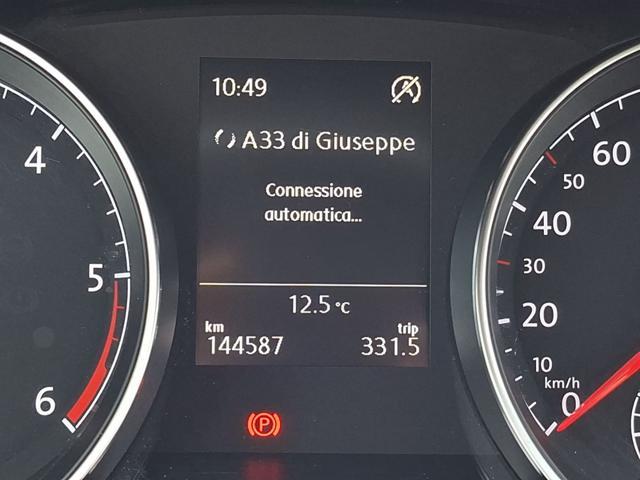 10:49
A33 di Giuseppe
Connessione
automatica...
12.5 °C
km trip
144587 331.5
4
5
6
60
50
40
30
20
10
km/h
0
P